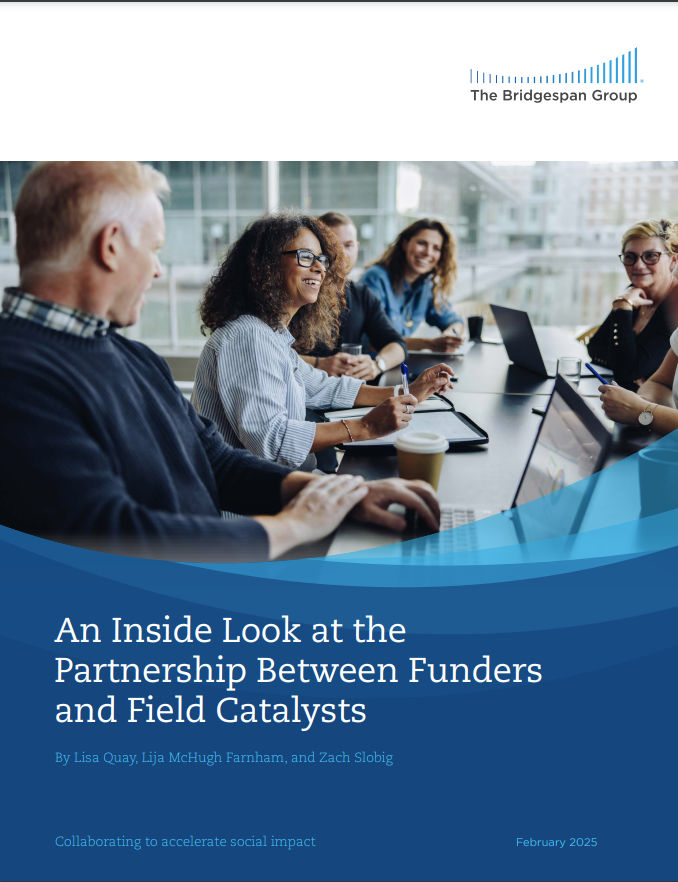 The Bridgespan Group
An Inside Look at the
Partnership Between Funders
and Field Catalysts
By Lisa Quay, Lija McHugh Farnham, and Zach Slobig
Collaborating to accelerate social impact
February 2025